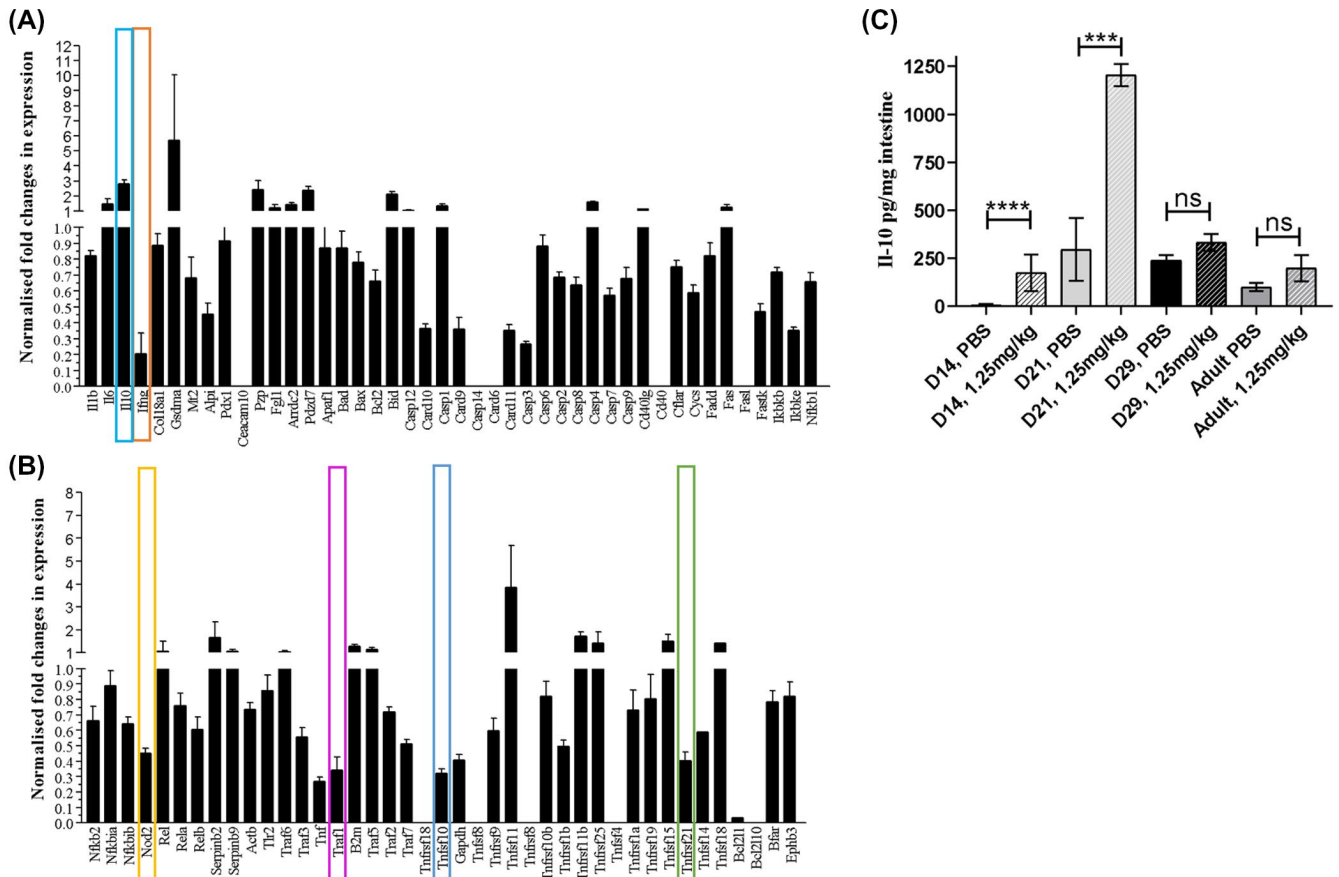 (A)
Normalised fold changes in expression
12
11
10
9
8
7
6
5
4
3
2
1
1.0
0.9
0.8
0.7
0.6
0.5
0.4
0.3
0.2
0.1
0.0
Il1b
Il6
Il10
Ifng
Col18a1
Gsdma
Mt2
Alpi
Pdx1
Ceacam10
Pzp
Fgl1
Arrdc2
Pdzd7
Apaf1
Bad
Bax
Bcl2
Bid
Casp12
Card10
Casp1
Card9
Casp14
Card6
Card11
Casp3
Casp6
Casp2
Casp8
Casp4
Casp7
Casp9
Cd40lg
Cd40
Cflar
Cycs
Fadd
Fas
Fasl
Fastk
Ikbkb
Ikbke
Nfkb1
(B)
Normalised fold changes in expression
8
7
6
5
4
3
2
1
1.0
0.9
0.8
0.7
0.6
0.5
0.4
0.3
0.2
0.1
0.0
Nfkb2
Nfkbia
Nfkbib
Nod2
Rel
Rela
Relb
Serpinb2
Serpinb9
Actb
Tlr2
Traf6
Traf3
Tnf
Traf1
B2m
Traf5
Traf2
Traf7
Tnfrsf18
Tnfsf10
Gapdh
Tnfsf8
Tnfsf9
Tnfsf11
Tnfrsf8
Tnfrsf10b
Tnfrsf1b
Tnfrsf11b
Tnfrsf25
Tnfsf4
Tnfrsf1a
Tnfrsf19
Tnfsf15
Tnfrsf21
Tnfsf14
Tnfsf18
Bcl2l1
Bcl2l10
Bfar
Ephb3
(C)
Il-10 pg/mg intestine
1250
1000
750
500
250
0
****
***
ns
ns
D14, PBS
D14, 1.25mg/kg
D21, PBS
D21, 1.25mg/kg
D29, PBS
D29, 1.25mg/kg
Adult PBS
Adult, 1.25mg/kg